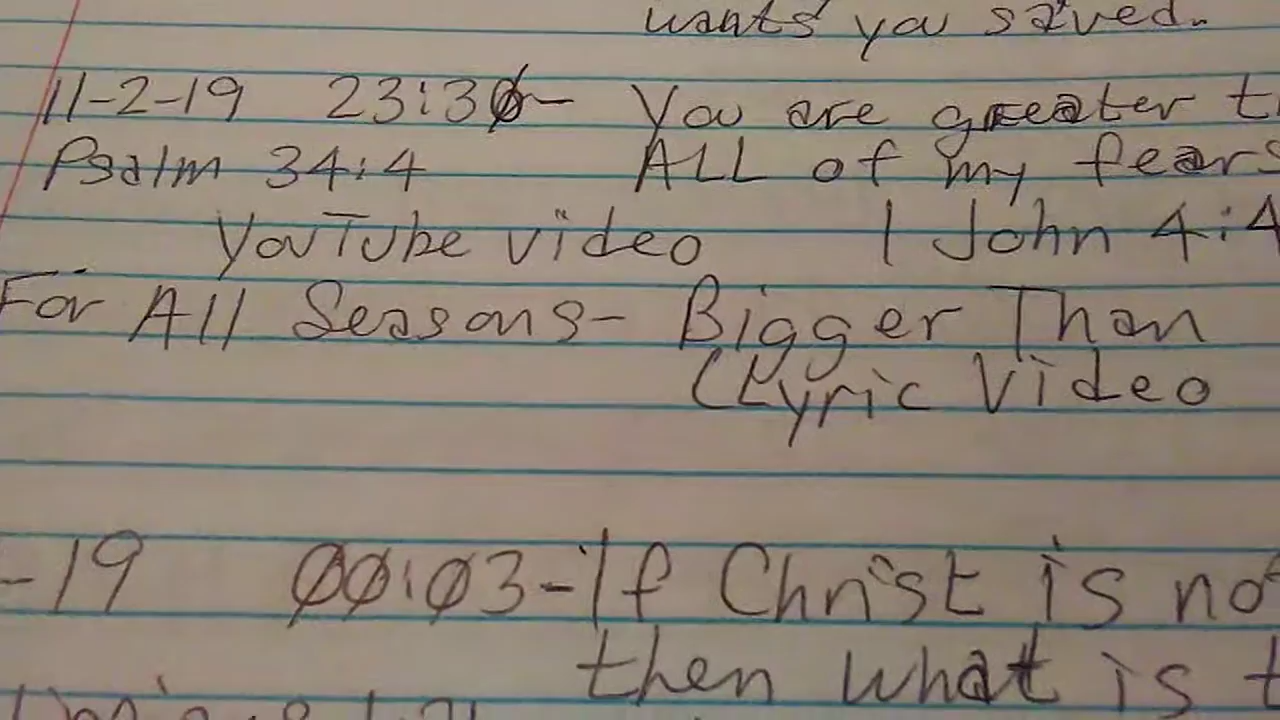 wants you saved.
11-2-19 23:30- You are greater t
Psalm 34:4 ALL of my fears
YouTube video 1 John 4:4
For All Seasons- Bigger Than
(Lyric Video
-19 00:03-If Christ is no
then what is t